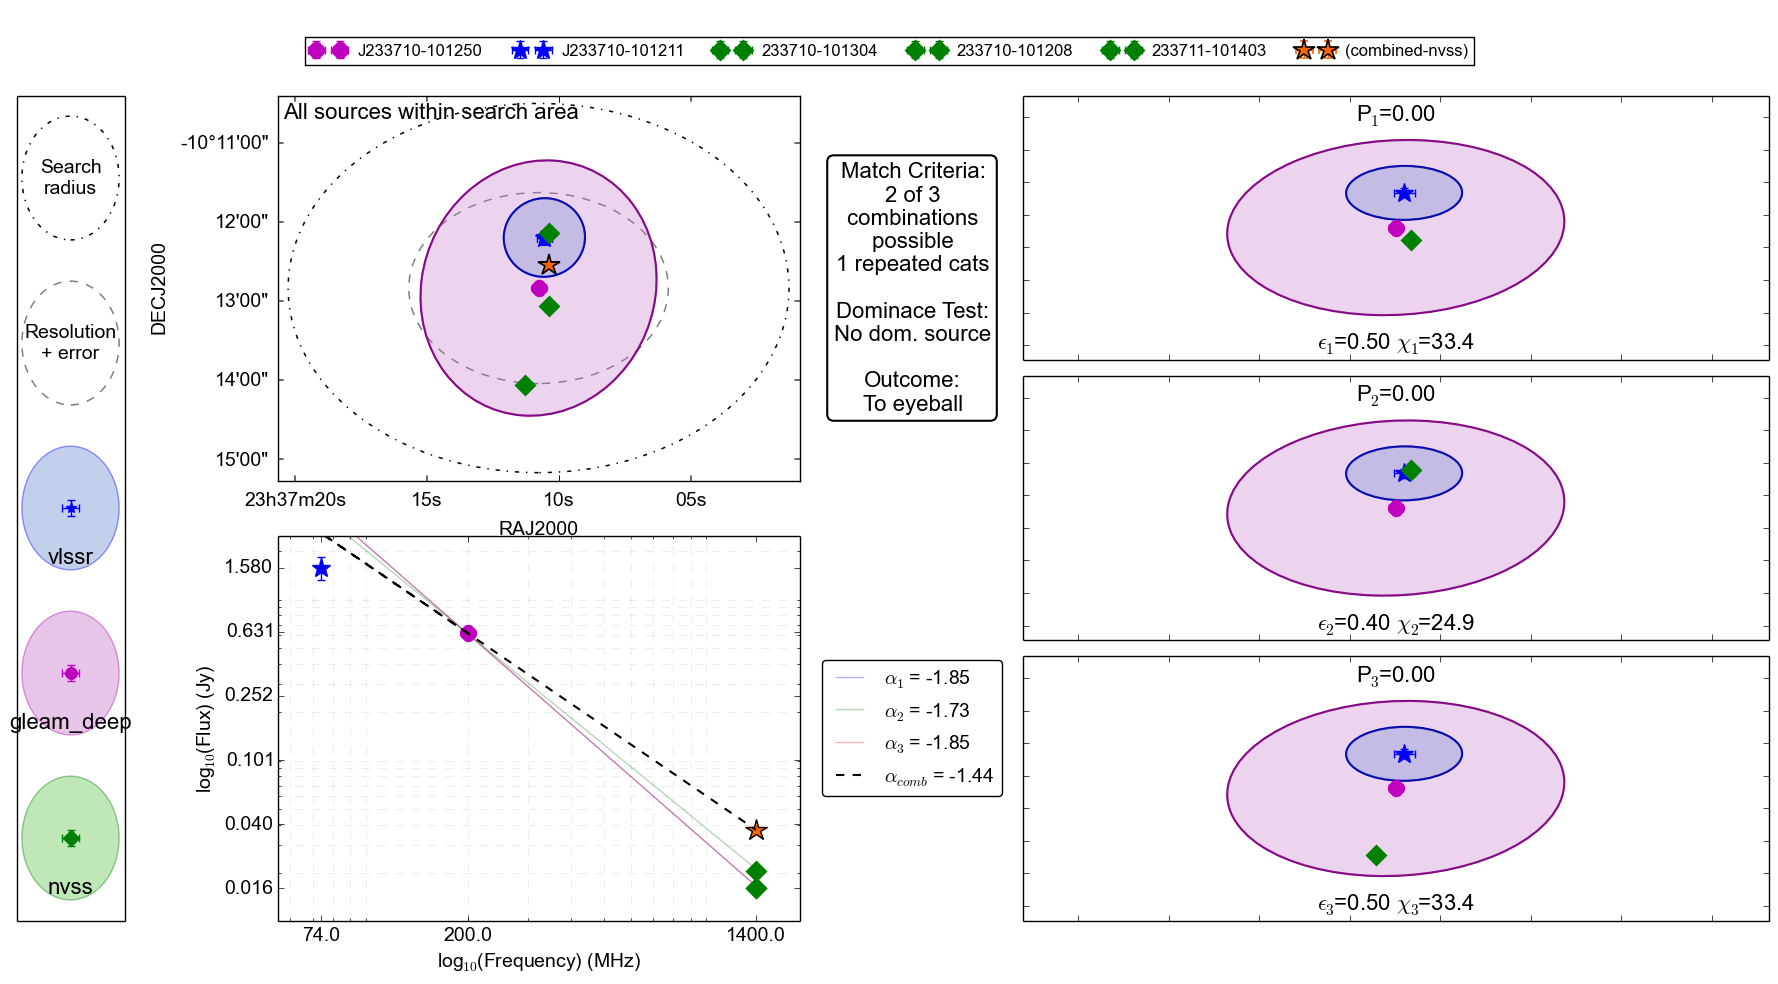 J233710-101250 J233710-101211 233710-101304 233710-101208 233711-101403 (combined-nvss)
Search
radius
Resolution
+ error
vlssr
gleam_deep
nvss
All sources within search area
DECJ2000
-10°11'00"
12'00"
13'00"
14'00"
15'00"
23h37m20s 15s 10s 05s
RAJ2000
Match Criteria:
2 of 3
combinations
possible
1 repeated cats
Dominace Test:
No dom. source
Outcome:
To eyeball
log₁₀(Flux) (Jy)
1.580
0.631
0.252
0.101
0.040
0.016
74.0 200.0 1400.0
log₁₀(Frequency) (MHz)
α₁ = -1.85
α₂ = -1.73
α₃ = -1.85
α_comb = -1.44
P₁=0.00
ϵ₁=0.50 χ₁=33.4
P₂=0.00
ϵ₂=0.40 χ₂=24.9
P₃=0.00
ϵ₃=0.50 χ₃=33.4